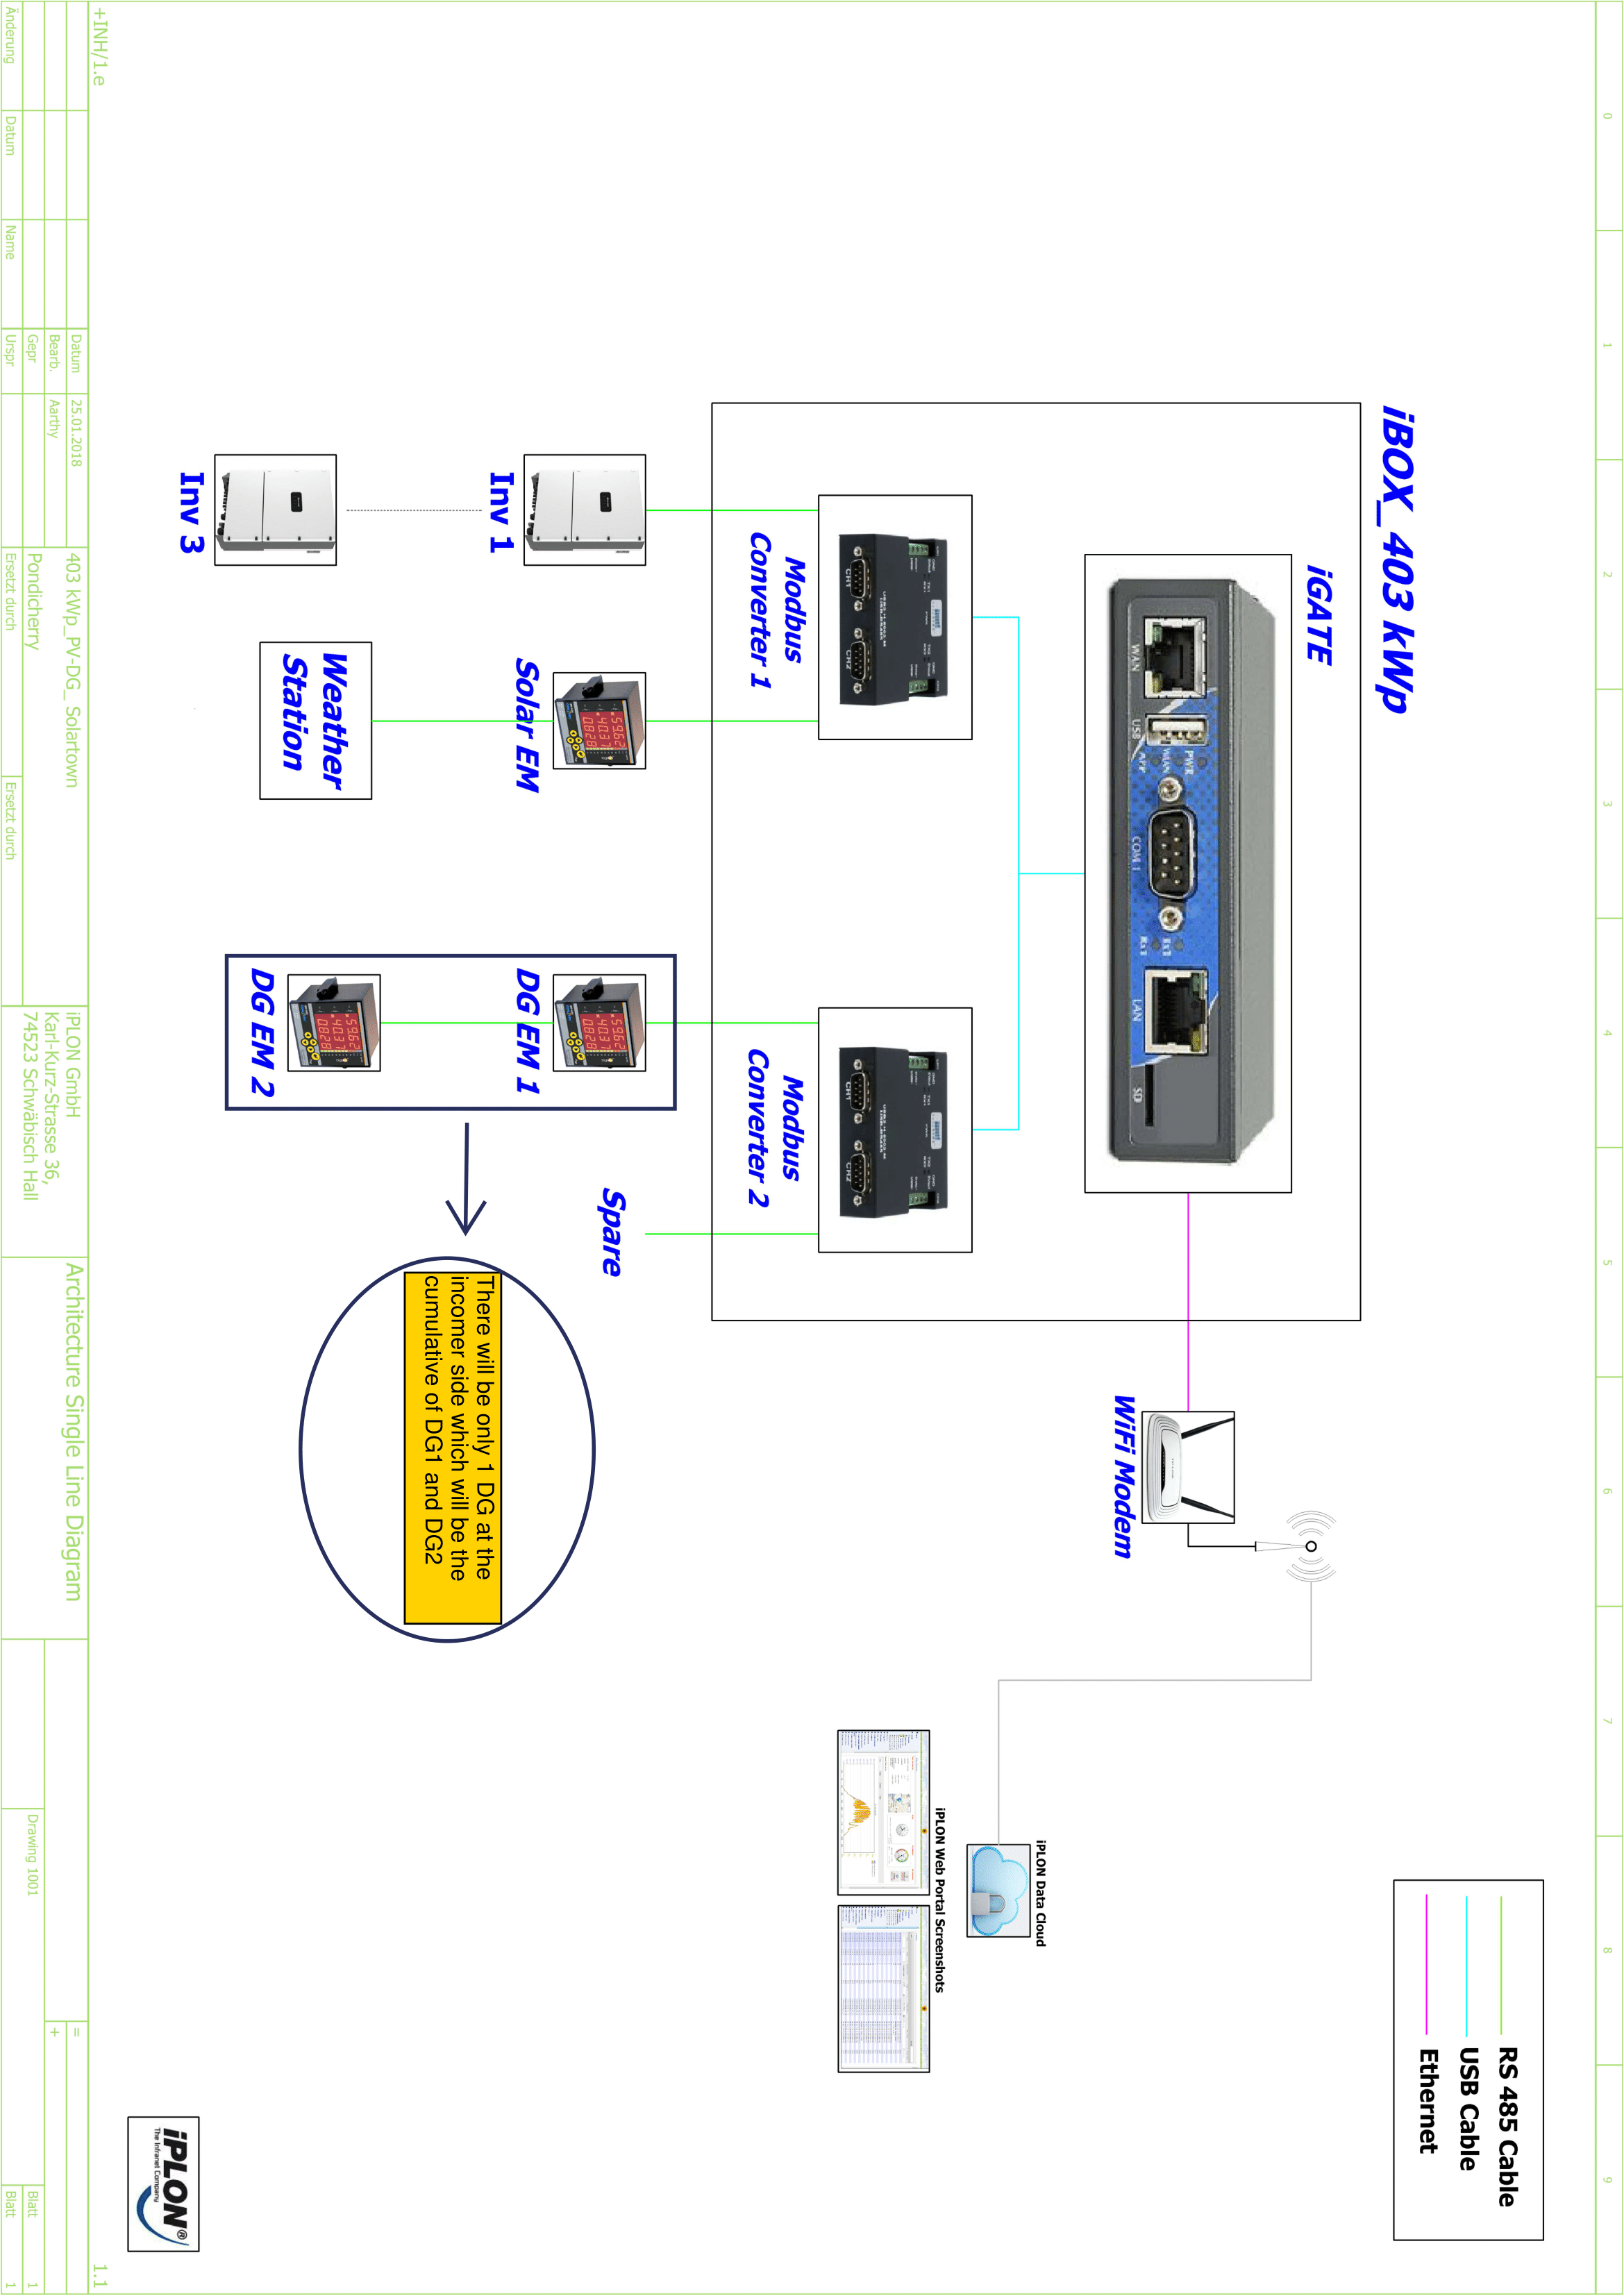 0 1 2 3 4 5 6 7 8 9
RS 485 Cable
USB Cable
Ethernet
iBOX_403 kWp
iGATE
WAN
USB
PWR
WLAN
APP
COM 1
LAN
SD
WiFi Modem
iPLON Data Cloud
iPLON Web Portal Screenshots
CH1
CH2
CH1
CH2
Modbus
Converter 1
Modbus
Converter 2
Spare
Inv 1
Solar EM
DG EM 1
Weather
Station
Inv 3
DG EM 2
There will be only 1 DG at the
incomer side which will be the
cumulative of DG1 and DG2
iPLON®
The Infranet Company
+INH/1.e
1.1
Datum 25.01.2018
403 kWp_PV-DG_ Solartown
iPLON GmbH
Architecture Single Line Diagram
=
Bearb. Aarthy
Karl-Kurz-Strasse 36,
+
Gepr
Pondicherry
74523 Schwäbisch Hall
Drawing 1001
Blatt 1
Änderung Datum Name Urspr Ersetzt durch Ersetzt durch Blatt 1